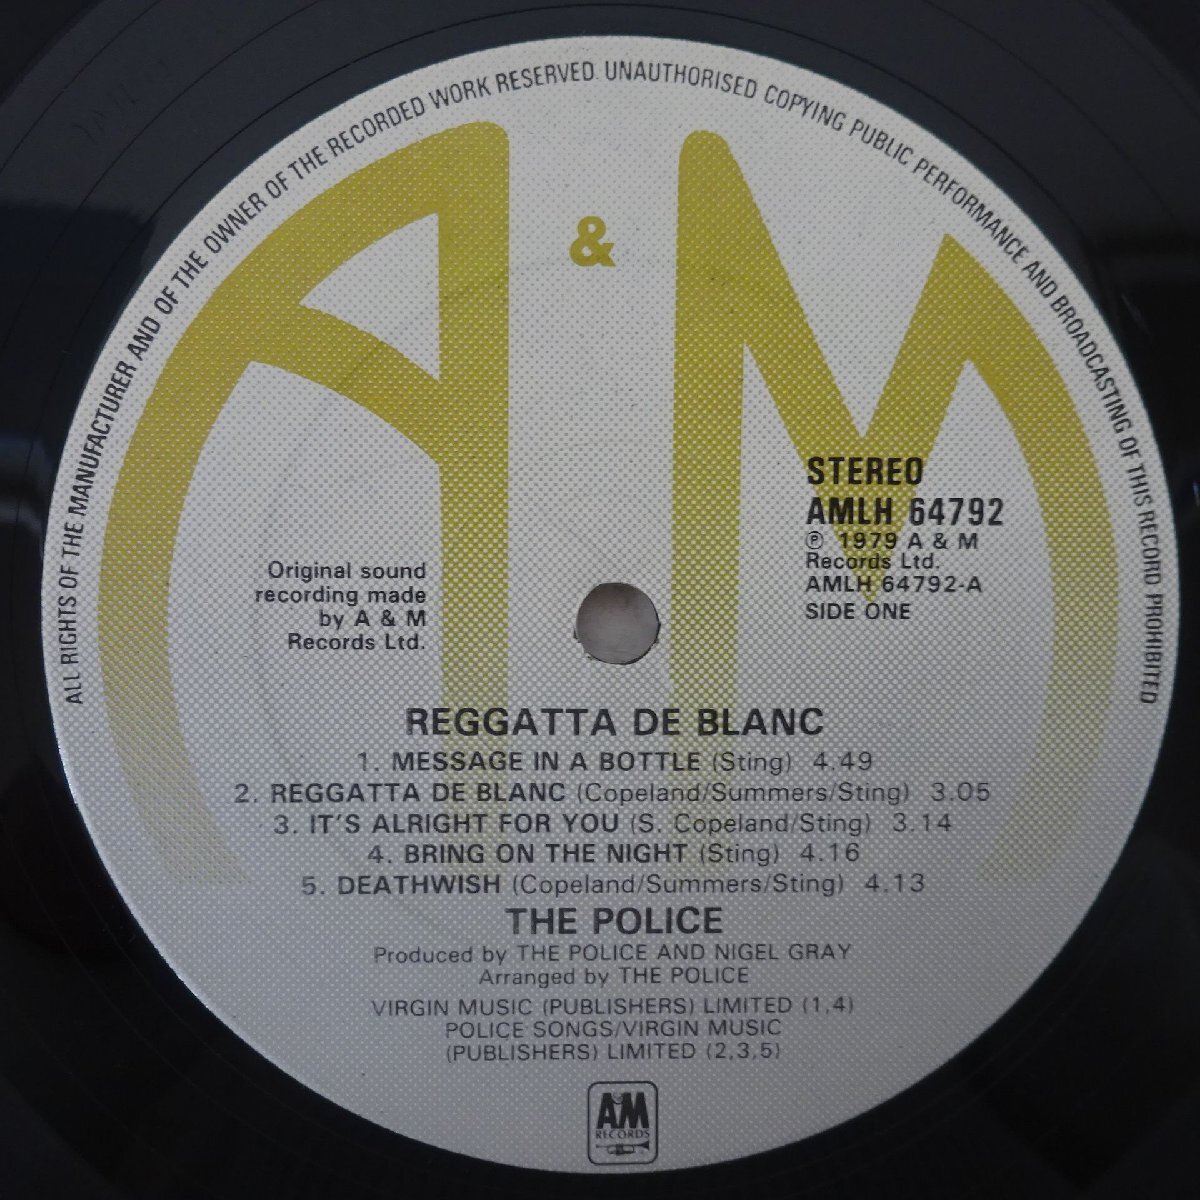 ALL RIGHTS OF THE MANUFACTURER AND OF THE OWNER OF THE RECORDED WORK RESERVED. UNAUTHORISED COPYING PUBLIC PERFORMANCE AND BROADCASTING OF THIS RECORD PROHIBITED
A & M
STEREO
AMLH 64792
℗ 1979 A & M
Records Ltd.
AMLH 64792-A
SIDE ONE
Original sound
recording made
by A & M
Records Ltd.
REGGATTA DE BLANC
1. MESSAGE IN A BOTTLE (Sting) 4.49
2. REGGATTA DE BLANC (Copeland/Summers/Sting) 3.05
3. IT'S ALRIGHT FOR YOU (S. Copeland/Sting) 3.14
4. BRING ON THE NIGHT (Sting) 4.16
5. DEATHWISH (Copeland/Summers/Sting) 4.13
THE POLICE
Produced by THE POLICE AND NIGEL GRAY
Arranged by THE POLICE
VIRGIN MUSIC (PUBLISHERS) LIMITED (1,4)
POLICE SONGS/VIRGIN MUSIC
(PUBLISHERS) LIMITED (2,3,5)
AM
RECORDS